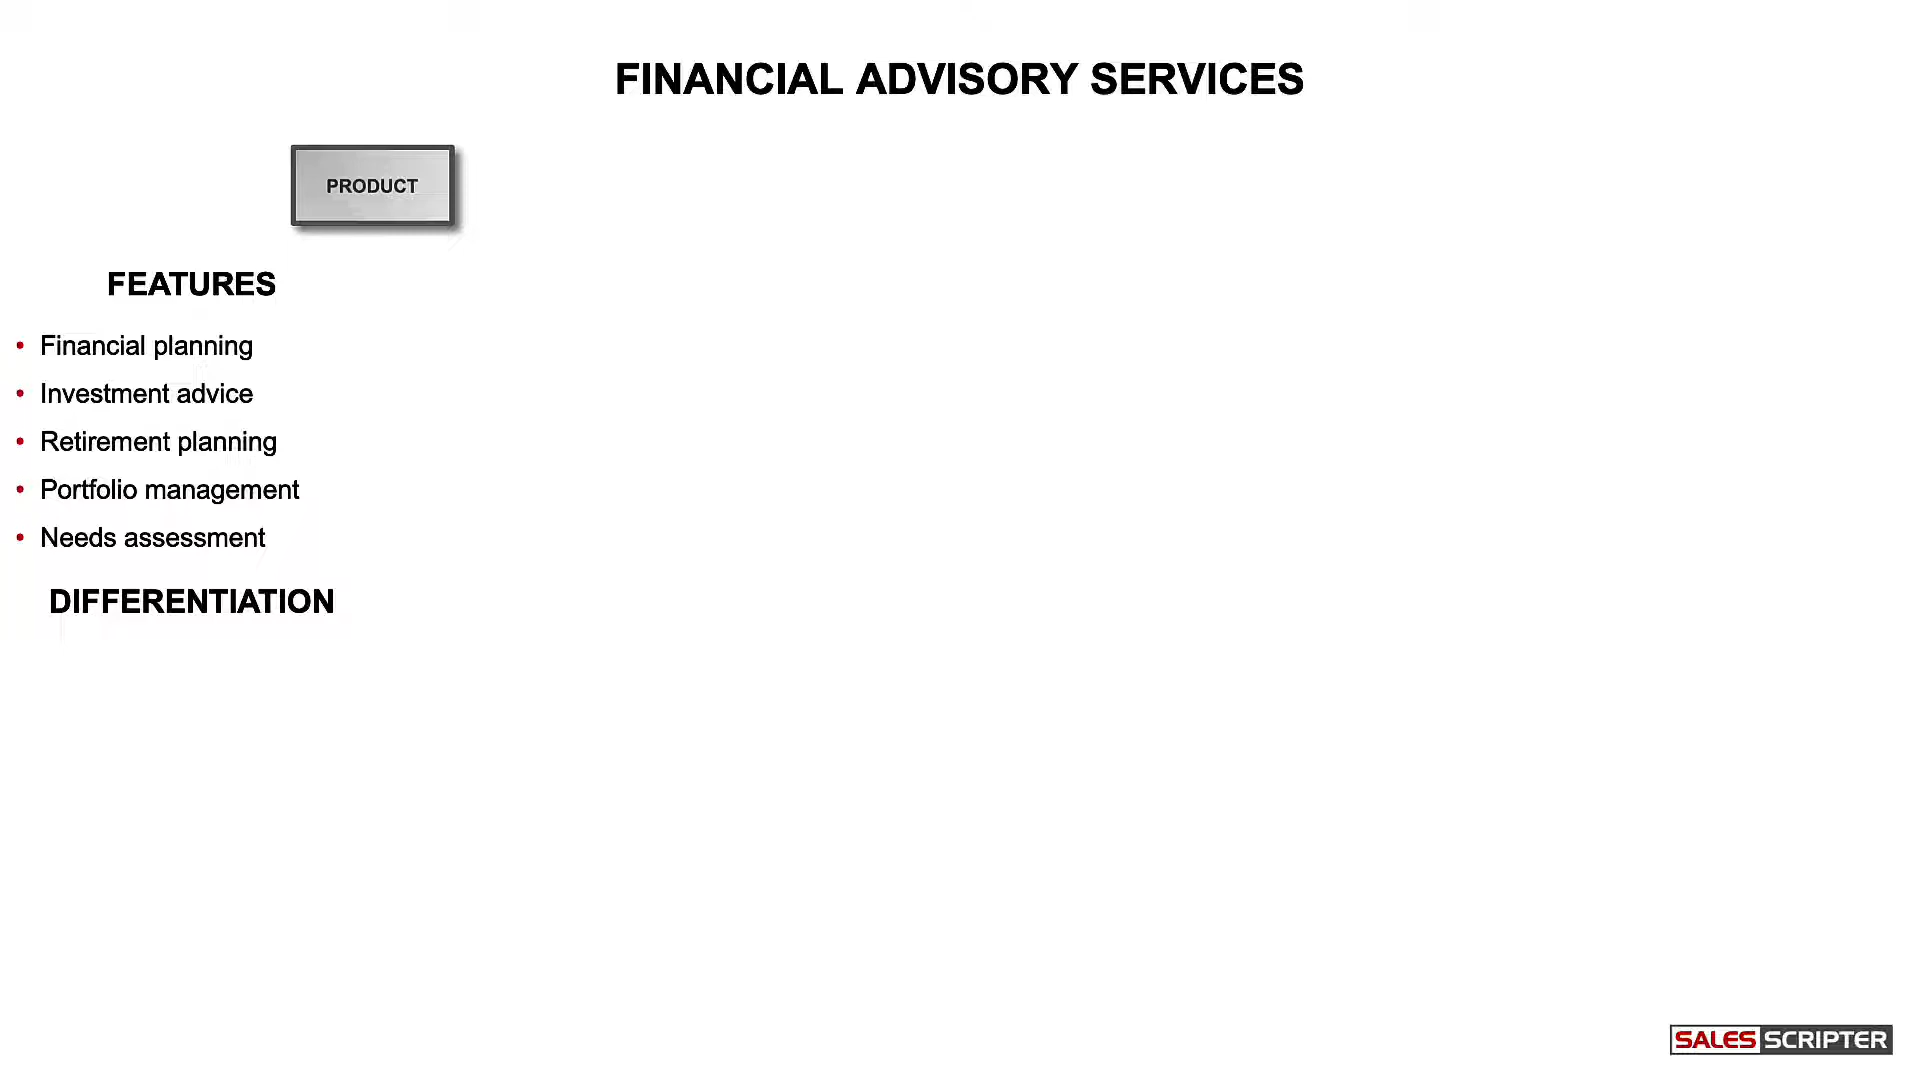 FINANCIAL ADVISORY SERVICES
PRODUCT
FEATURES
• Financial planning
• Investment advice
• Retirement planning
• Portfolio management
• Needs assessment
DIFFERENTIATION
SALES SCRIPTER